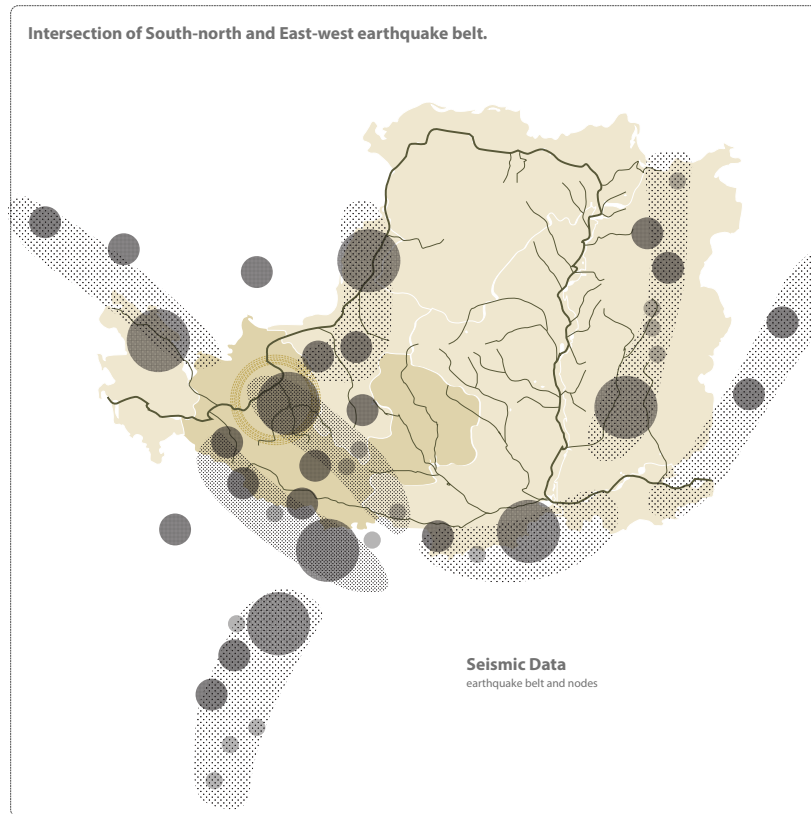 Intersection of South-north and East-west earthquake belt.
Seismic Data
earthquake belt and nodes